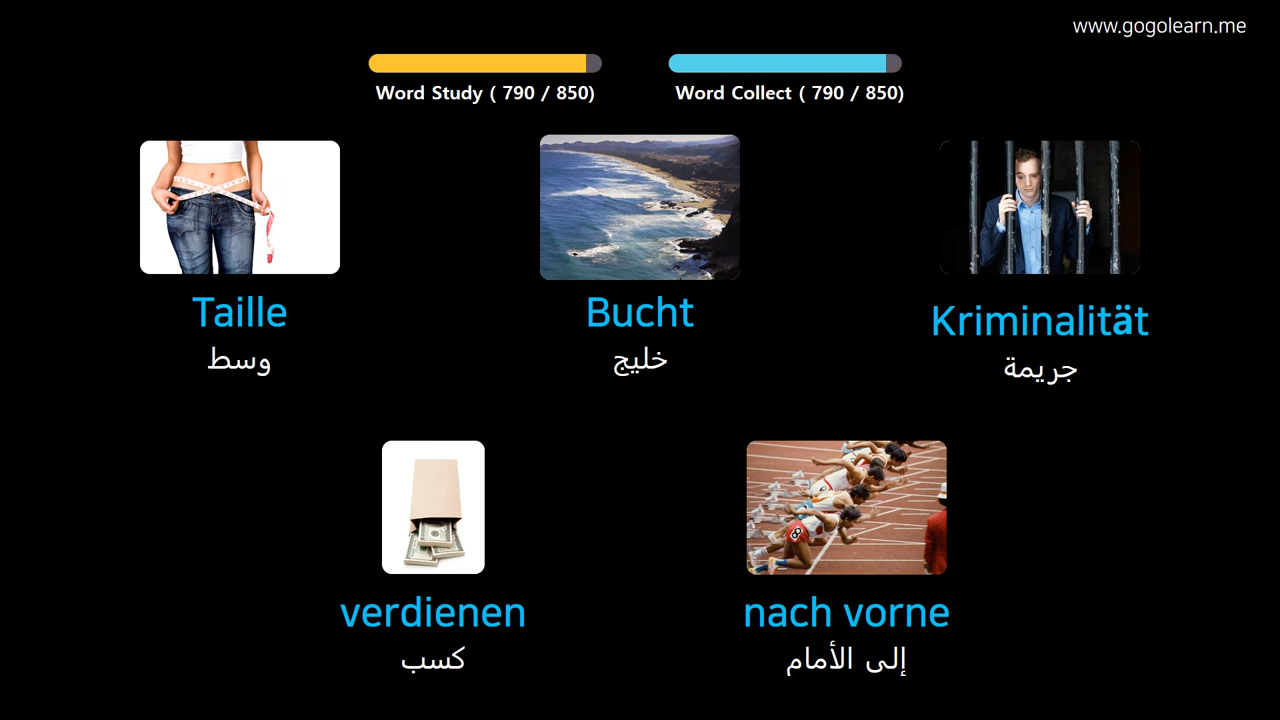 www.gogolearn.me
Word Study ( 790 / 850)
Word Collect ( 790 / 850)
Taille
وسط
Bucht
خليج
Kriminalität
جريمة
verdienen
كسب
nach vorne
إلى الأمام